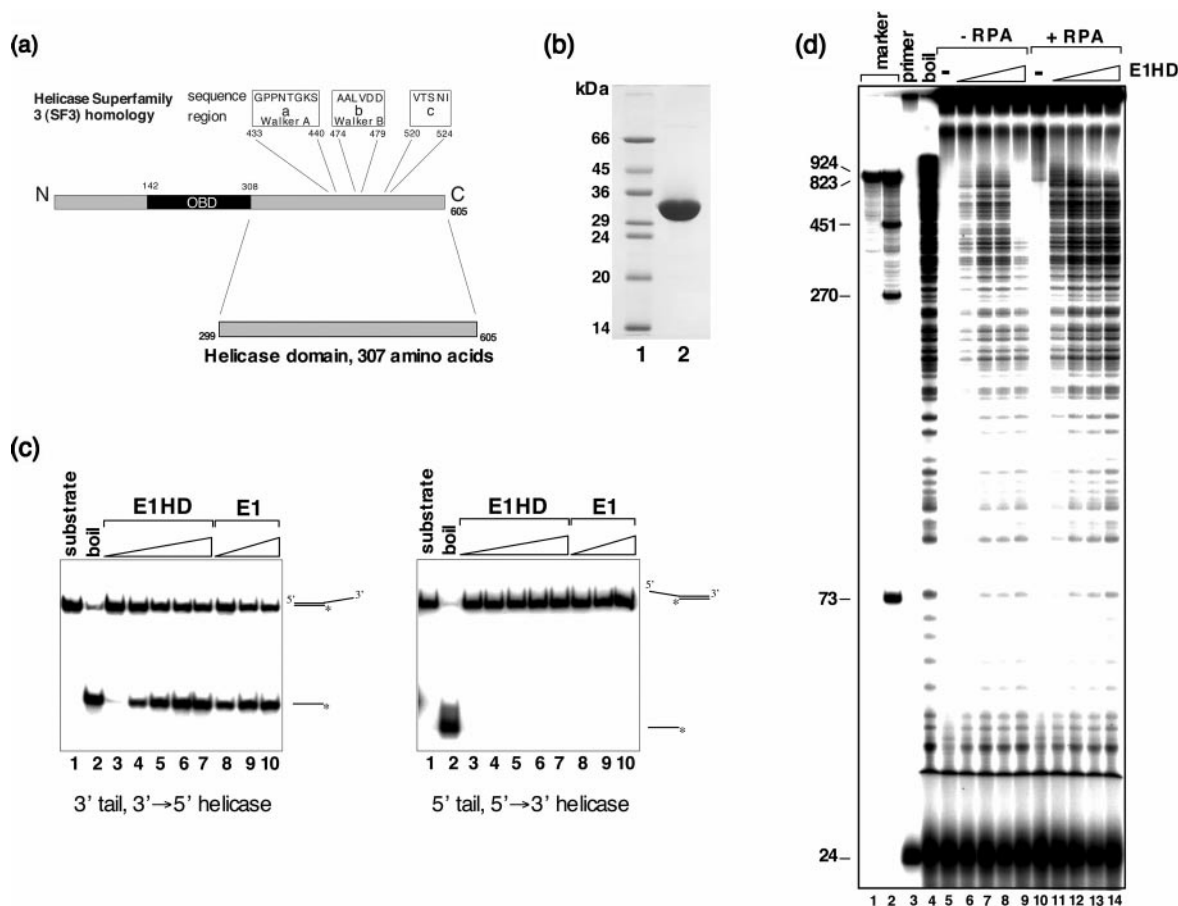 (a)
Helicase Superfamily
3 (SF3) homology
sequence
region
GPPNTGKS
a
Walker A
AALVDD
b
Walker B
VTSNI
c
433
440
474
479
520
524
142
308
N
OBD
C
605
299
605
Helicase domain, 307 amino acids
(b)
kDa
66
45
36
29
24
20
14
1 2
(c)
substrate
boil
E1HD
E1
5’
3’
*
*
1 2 3 4 5 6 7 8 9 10
3’ tail, 3’→5’ helicase
substrate
boil
E1HD
E1
5’
3’
*
*
1 2 3 4 5 6 7 8 9 10
5’ tail, 5’→3’ helicase
(d)
marker
primer
boil
- RPA
+ RPA
-
-
E1HD
924
823
451
270
73
24
1 2 3 4 5 6 7 8 9 10 11 12 13 14